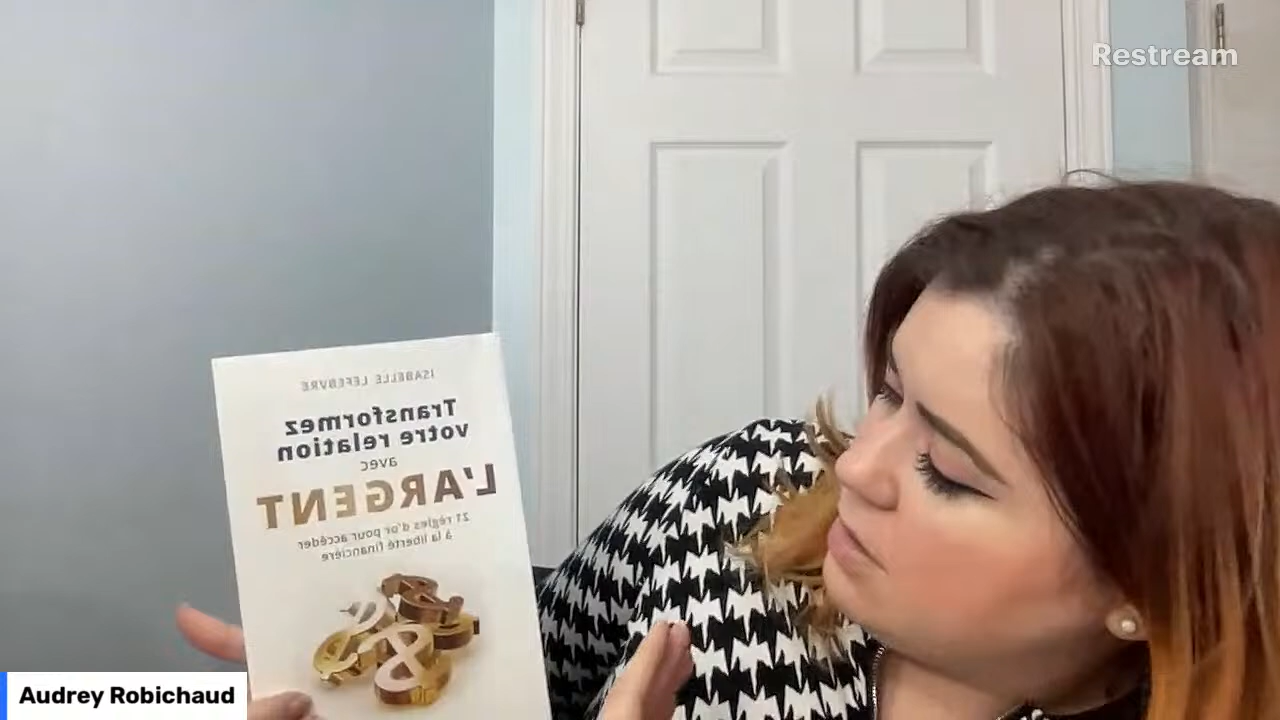 Restream
ISABELLE LEFEBVRE
Transformez
votre relation
avec
L'ARGENT
21 règles d'or pour accéder
à la liberté financière
Audrey Robichaud